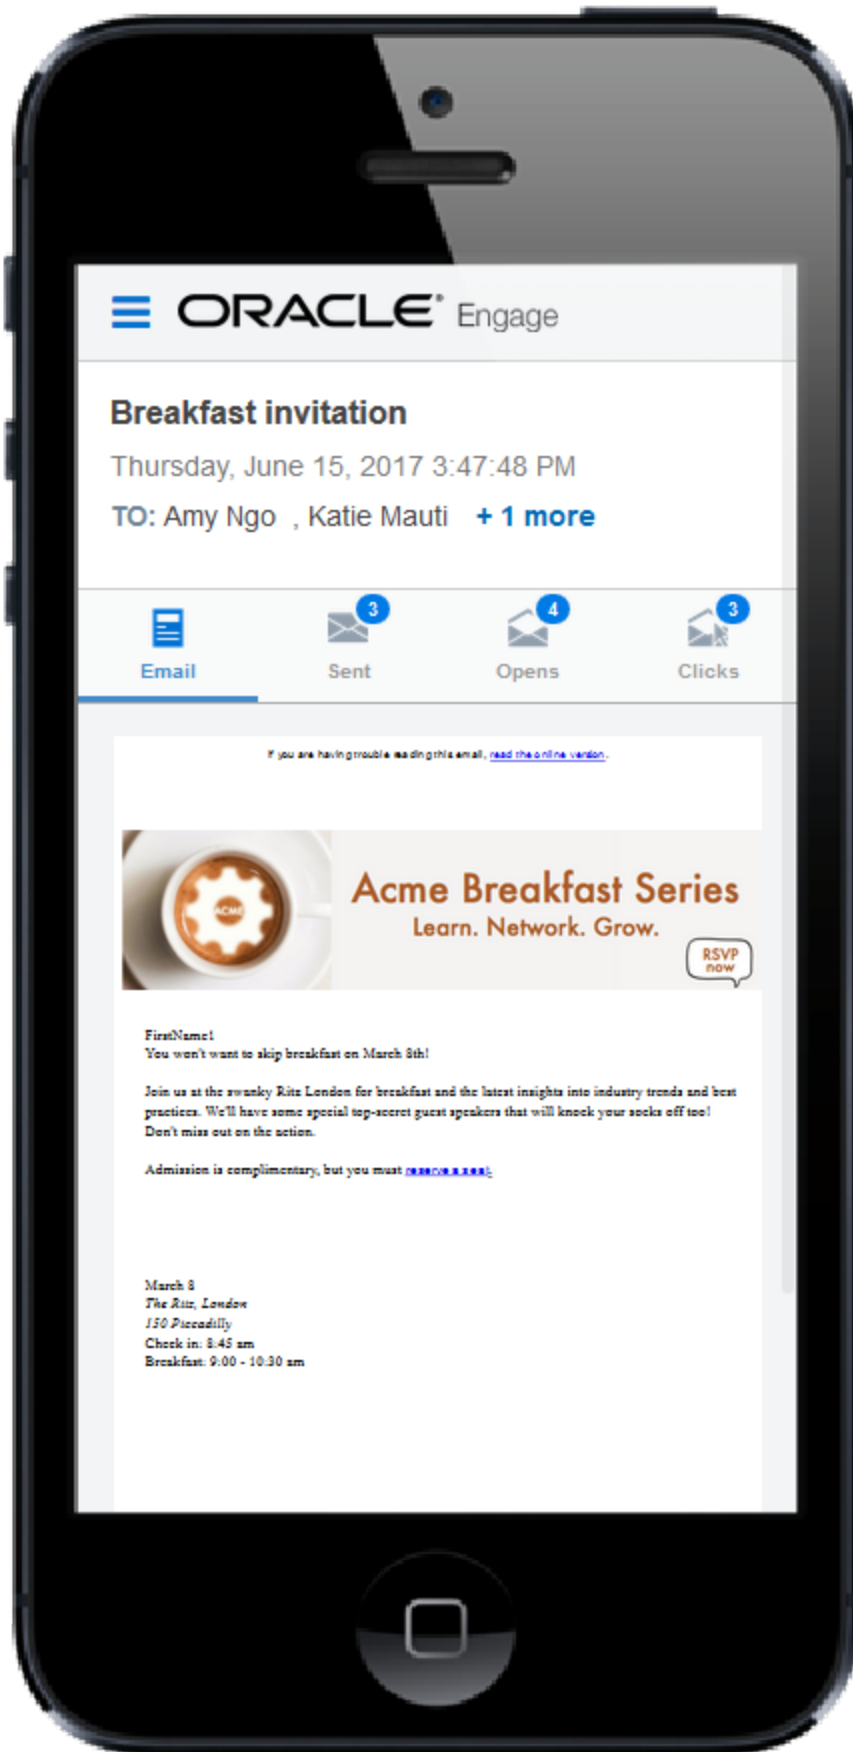 ORACLE® Engage
Breakfast invitation
Thursday, June 15, 2017 3:47:48 PM
TO: Amy Ngo , Katie Mauti + 1 more
3 4 3
Email Sent Opens Clicks
If you are having trouble reading this email, read the online version.
ACME
Acme Breakfast Series
Learn. Network. Grow.
RSVP
now
FirstName1
You won't want to skip breakfast on March 8th!
Join us at the swanky Ritz London for breakfast and the latest insights into industry trends and best
practices. We'll have some special top-secret guest speakers that will knock your socks off too!
Don't miss out on the action.
Admission is complimentary, but you must reserve a seat.
March 8
The Ritz, London
150 Piccadilly
Check in: 8:45 am
Breakfast: 9:00 - 10:30 am